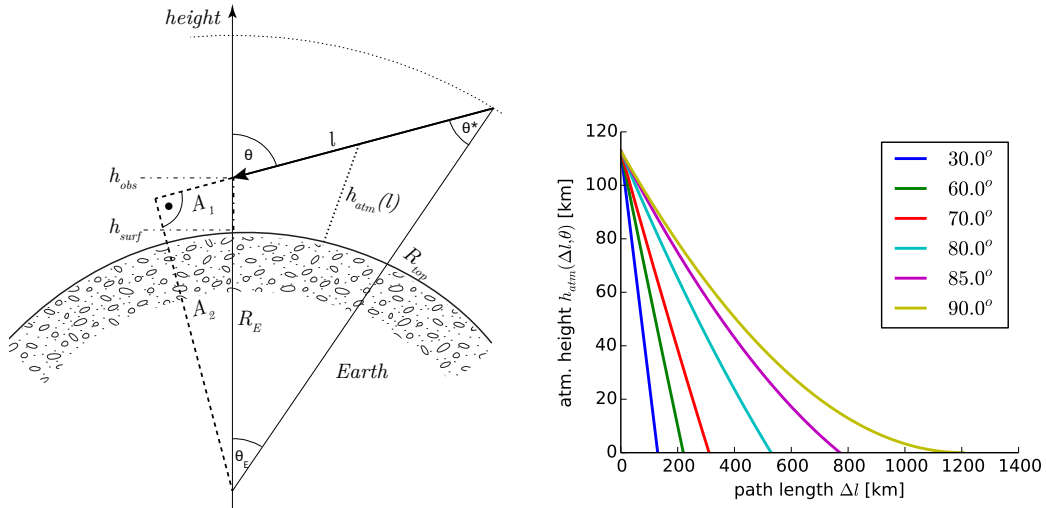 height
θ
l
θ*
h_obs
A_1
h_atm(l)
h_surf
R_top
A_2
R_E
Earth
θ_E
atm. height h_atm(Δl,θ) [km]
120
100
80
60
40
20
0
0 200 400 600 800 1000 1200 1400
path length Δl [km]
30.0°
60.0°
70.0°
80.0°
85.0°
90.0°